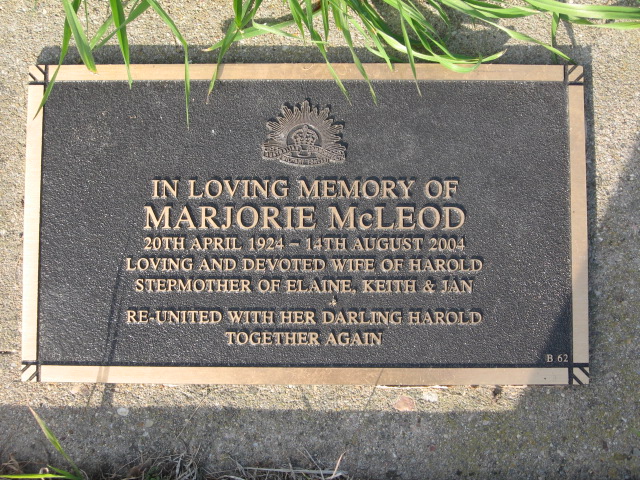 IN LOVING MEMORY OF
MARJORIE McLEOD
20TH APRIL 1924 - 14TH AUGUST 2004
LOVING AND DEVOTED WIFE OF HAROLD
STEPMOTHER OF ELAINE, KEITH & JAN
RE-UNITED WITH HER DARLING HAROLD
TOGETHER AGAIN
B 62